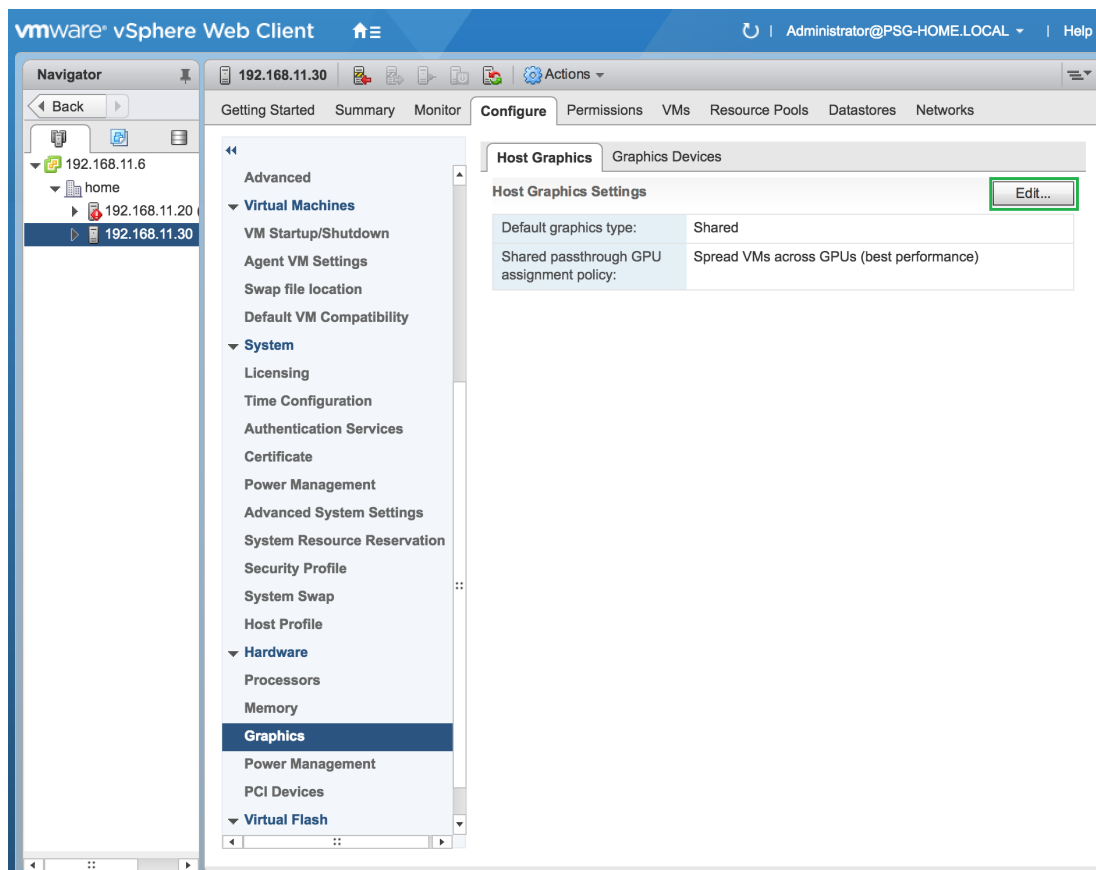 vmware® vSphere Web Client
Administrator@PSG-HOME.LOCAL
Help
Navigator
192.168.11.30
Actions
Back
Getting Started Summary Monitor Configure Permissions VMs Resource Pools Datastores Networks
192.168.11.6
home
192.168.11.20 (
192.168.11.30
Advanced
Virtual Machines
VM Startup/Shutdown
Agent VM Settings
Swap file location
Default VM Compatibility
System
Licensing
Time Configuration
Authentication Services
Certificate
Power Management
Advanced System Settings
System Resource Reservation
Security Profile
System Swap
Host Profile
Hardware
Processors
Memory
Graphics
Power Management
PCI Devices
Virtual Flash
Host Graphics Graphics Devices
Host Graphics Settings
Edit...
Default graphics type: Shared
Shared passthrough GPU Spread VMs across GPUs (best performance)
assignment policy: